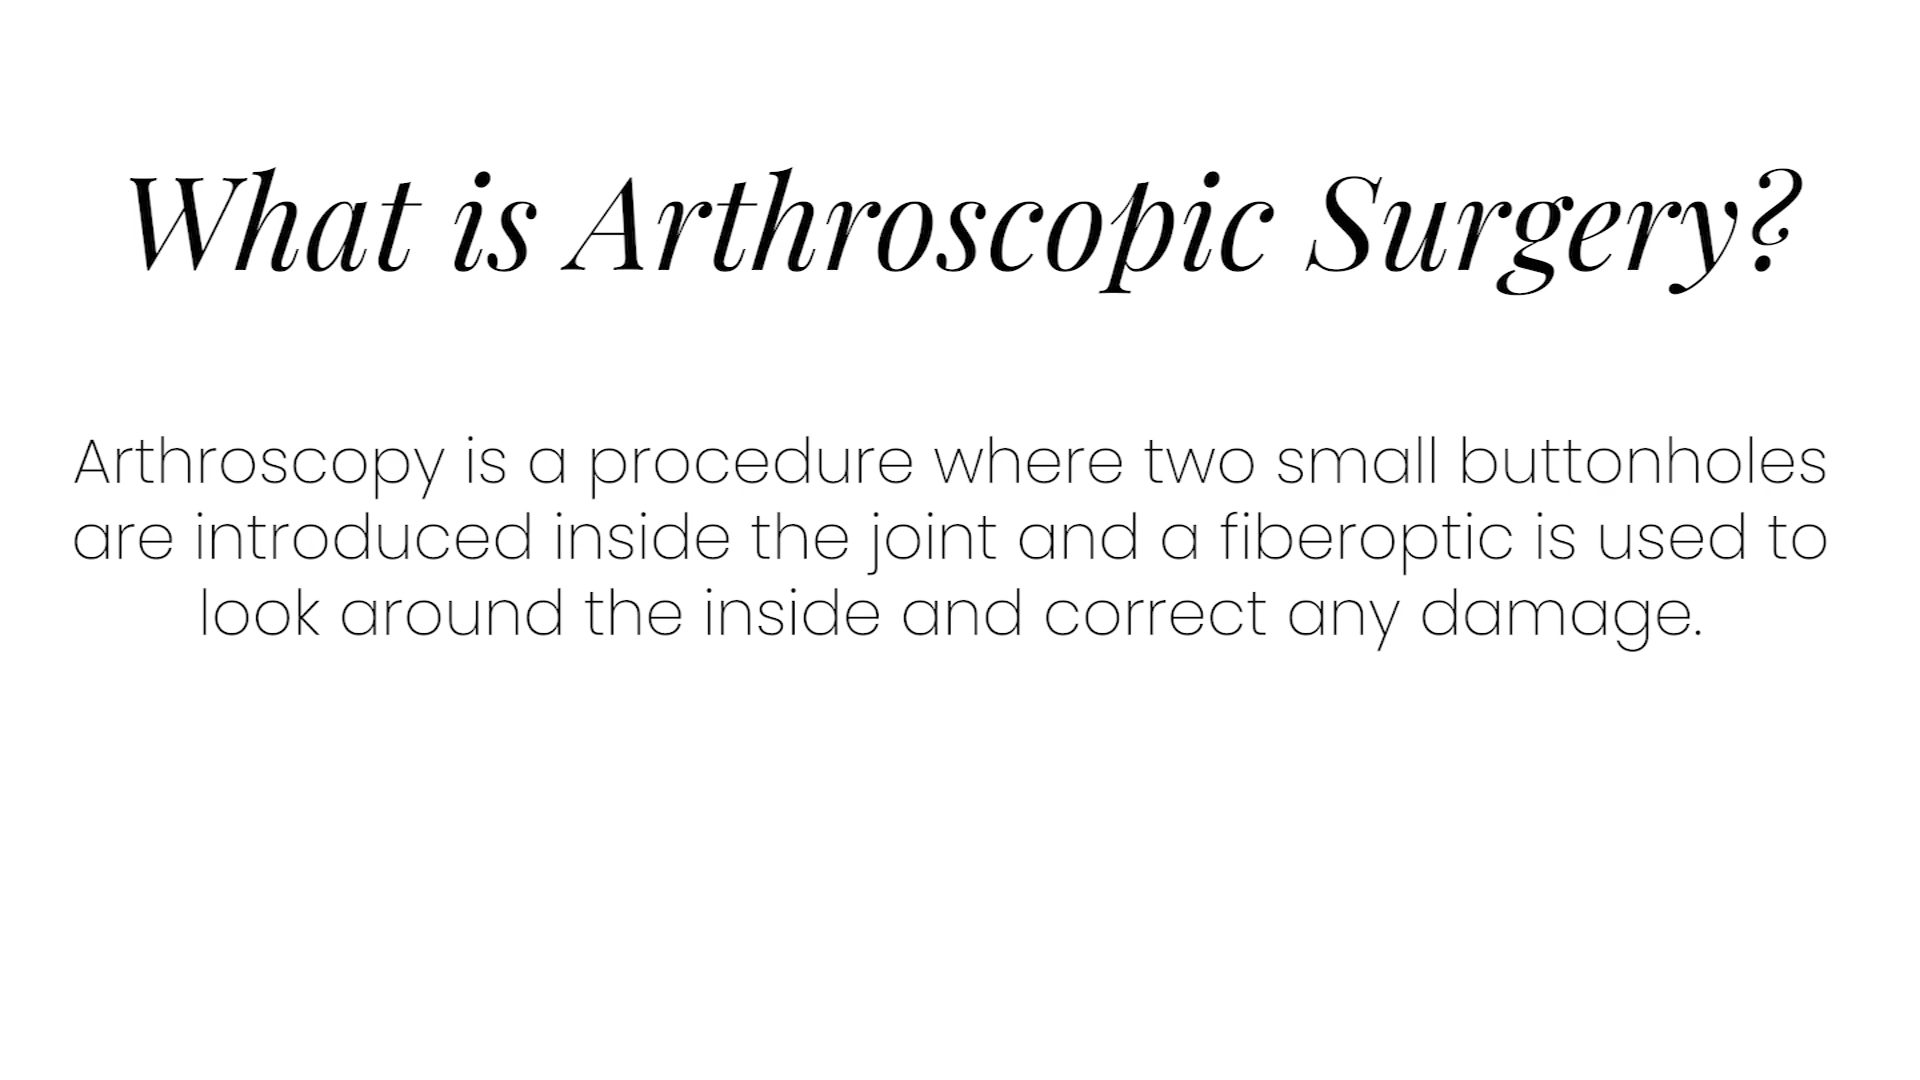 What is Arthroscopic Surgery?
Arthroscopy is a procedure where two small buttonholes
are introduced inside the joint and a fiberoptic is used to
look around the inside and correct any damage.